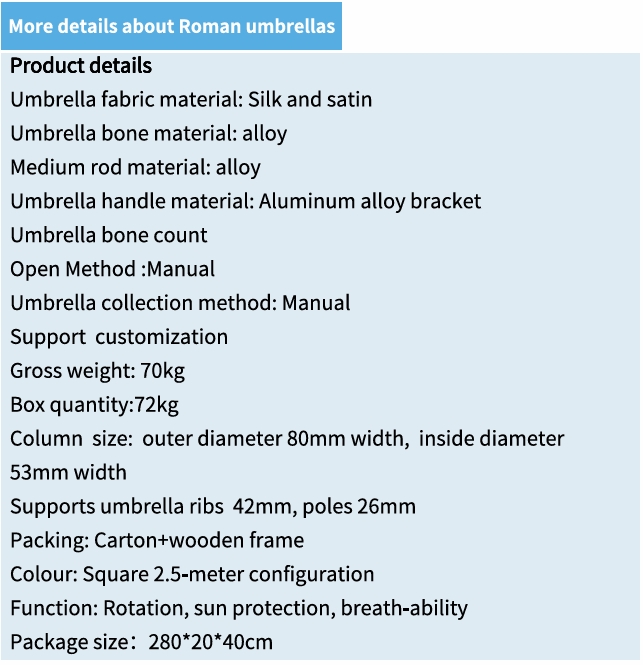 More details about Roman umbrellas
Product details
Umbrella fabric material: Silk and satin
Umbrella bone material: alloy
Medium rod material: alloy
Umbrella handle material: Aluminum alloy bracket
Umbrella bone count
Open Method :Manual
Umbrella collection method: Manual
Support  customization
Gross weight: 70kg
Box quantity:72kg
Column  size:  outer diameter 80mm width,  inside diameter
53mm width
Supports umbrella ribs  42mm, poles 26mm
Packing: Carton+wooden frame
Colour: Square 2.5-meter configuration
Function: Rotation, sun protection, breath-ability
Package size： 280*20*40cm